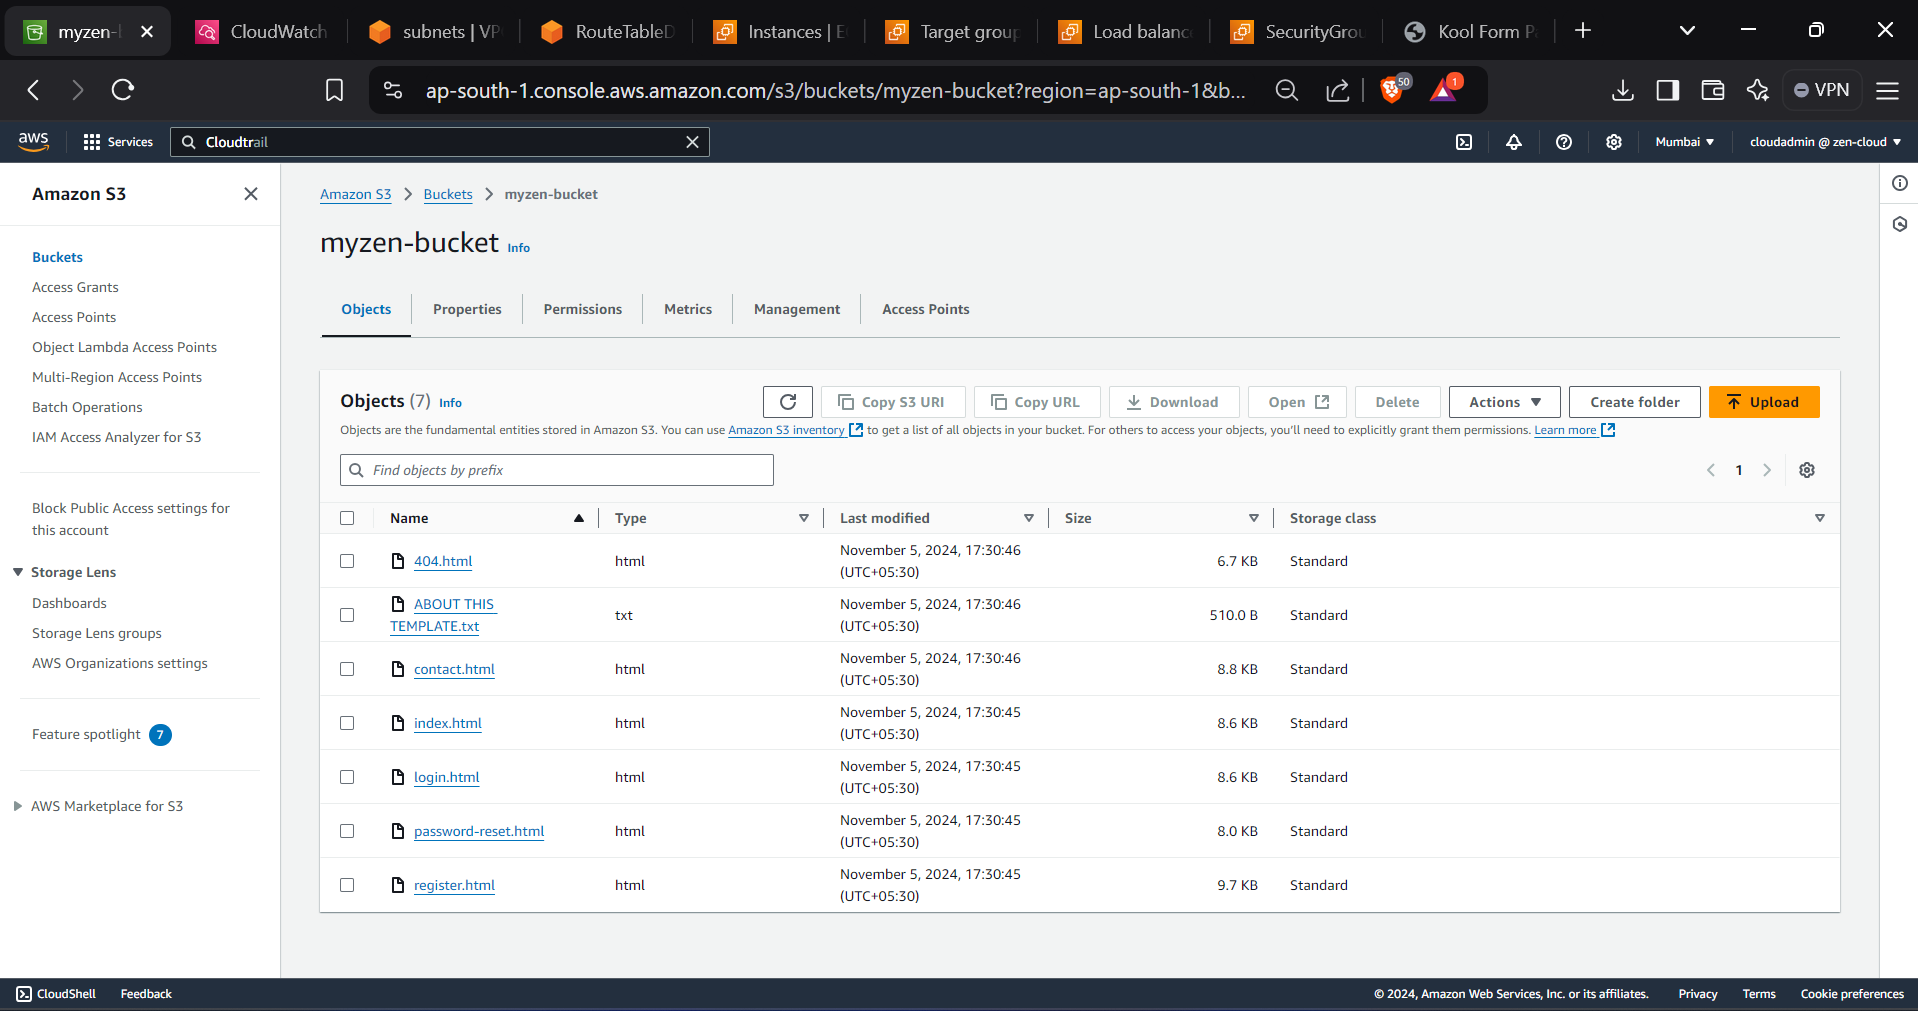 myzen-l
CloudWatch
subnets | VP
RouteTableD
Instances | E
Target group
Load balanc
SecurityGrou
Kool Form Pa
ap-south-1.console.aws.amazon.com/s3/buckets/myzen-bucket?region=ap-south-1&b...
50
1
VPN
aws
Services
Cloudtrail
Mumbai
cloudadmin @ zen-cloud
Amazon S3
Buckets
Access Grants
Access Points
Object Lambda Access Points
Multi-Region Access Points
Batch Operations
IAM Access Analyzer for S3
Block Public Access settings for
this account
Storage Lens
Dashboards
Storage Lens groups
AWS Organizations settings
Feature spotlight 7
AWS Marketplace for S3
Amazon S3 > Buckets > myzen-bucket
myzen-bucket Info
Objects
Properties
Permissions
Metrics
Management
Access Points
Objects (7) Info
Copy S3 URI
Copy URL
Download
Open
Delete
Actions
Create folder
Upload
Objects are the fundamental entities stored in Amazon S3. You can use Amazon S3 inventory to get a list of all objects in your bucket. For others to access your objects, you'll need to explicitly grant them permissions. Learn more
Find objects by prefix
1
Name Type Last modified Size Storage class
404.html html November 5, 2024, 17:30:46 (UTC+05:30) 6.7 KB Standard
ABOUT THIS TEMPLATE.txt txt November 5, 2024, 17:30:46 (UTC+05:30) 510.0 B Standard
contact.html html November 5, 2024, 17:30:46 (UTC+05:30) 8.8 KB Standard
index.html html November 5, 2024, 17:30:45 (UTC+05:30) 8.6 KB Standard
login.html html November 5, 2024, 17:30:45 (UTC+05:30) 8.6 KB Standard
password-reset.html html November 5, 2024, 17:30:45 (UTC+05:30) 8.0 KB Standard
register.html html November 5, 2024, 17:30:45 (UTC+05:30) 9.7 KB Standard
CloudShell
Feedback
© 2024, Amazon Web Services, Inc. or its affiliates.
Privacy
Terms
Cookie preferences